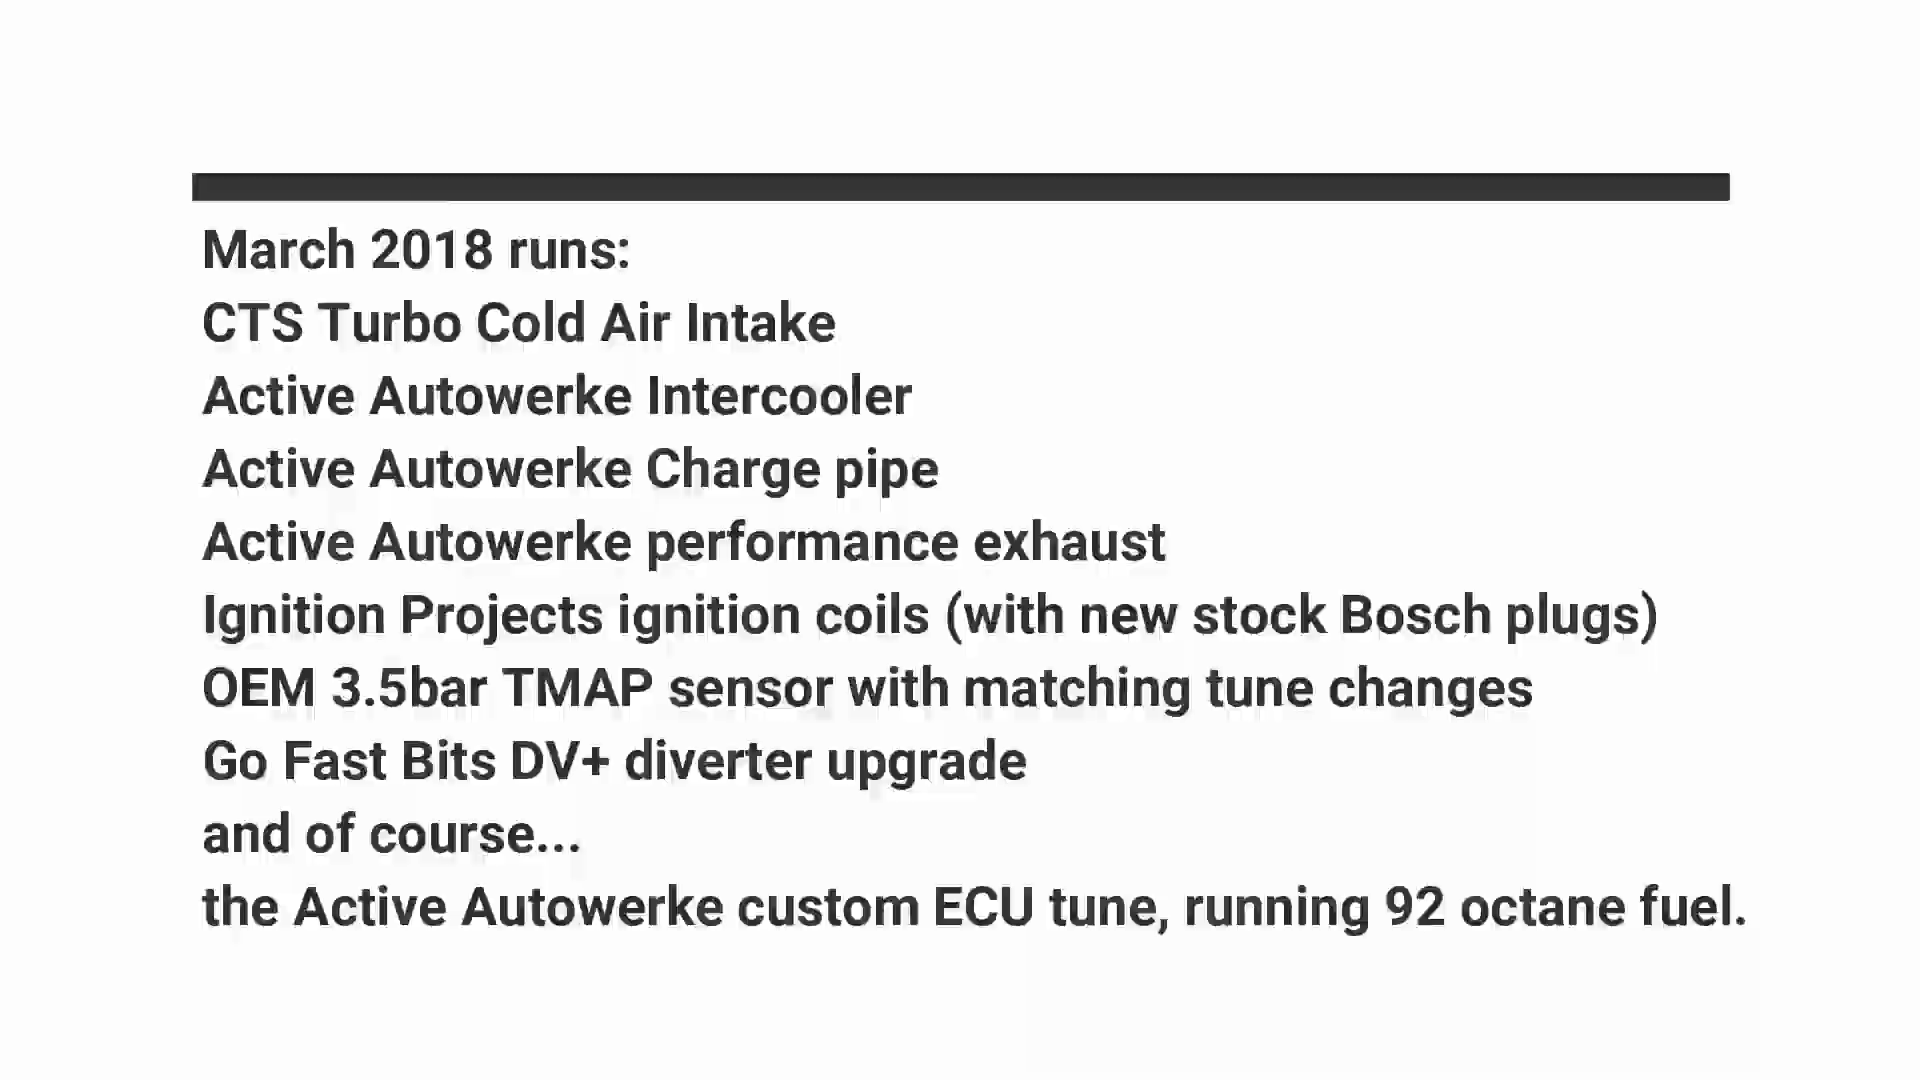 March 2018 runs:
CTS Turbo Cold Air Intake
Active Autowerke Intercooler
Active Autowerke Charge pipe
Active Autowerke performance exhaust
Ignition Projects ignition coils (with new stock Bosch plugs)
OEM 3.5bar TMAP sensor with matching tune changes
Go Fast Bits DV+ diverter upgrade
and of course...
the Active Autowerke custom ECU tune, running 92 octane fuel.